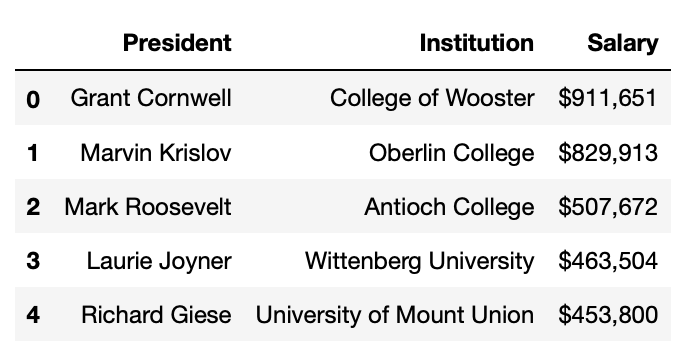 President Institution Salary
0 Grant Cornwell College of Wooster $911,651
1 Marvin Krislov Oberlin College $829,913
2 Mark Roosevelt Antioch College $507,672
3 Laurie Joyner Wittenberg University $463,504
4 Richard Giese University of Mount Union $453,800